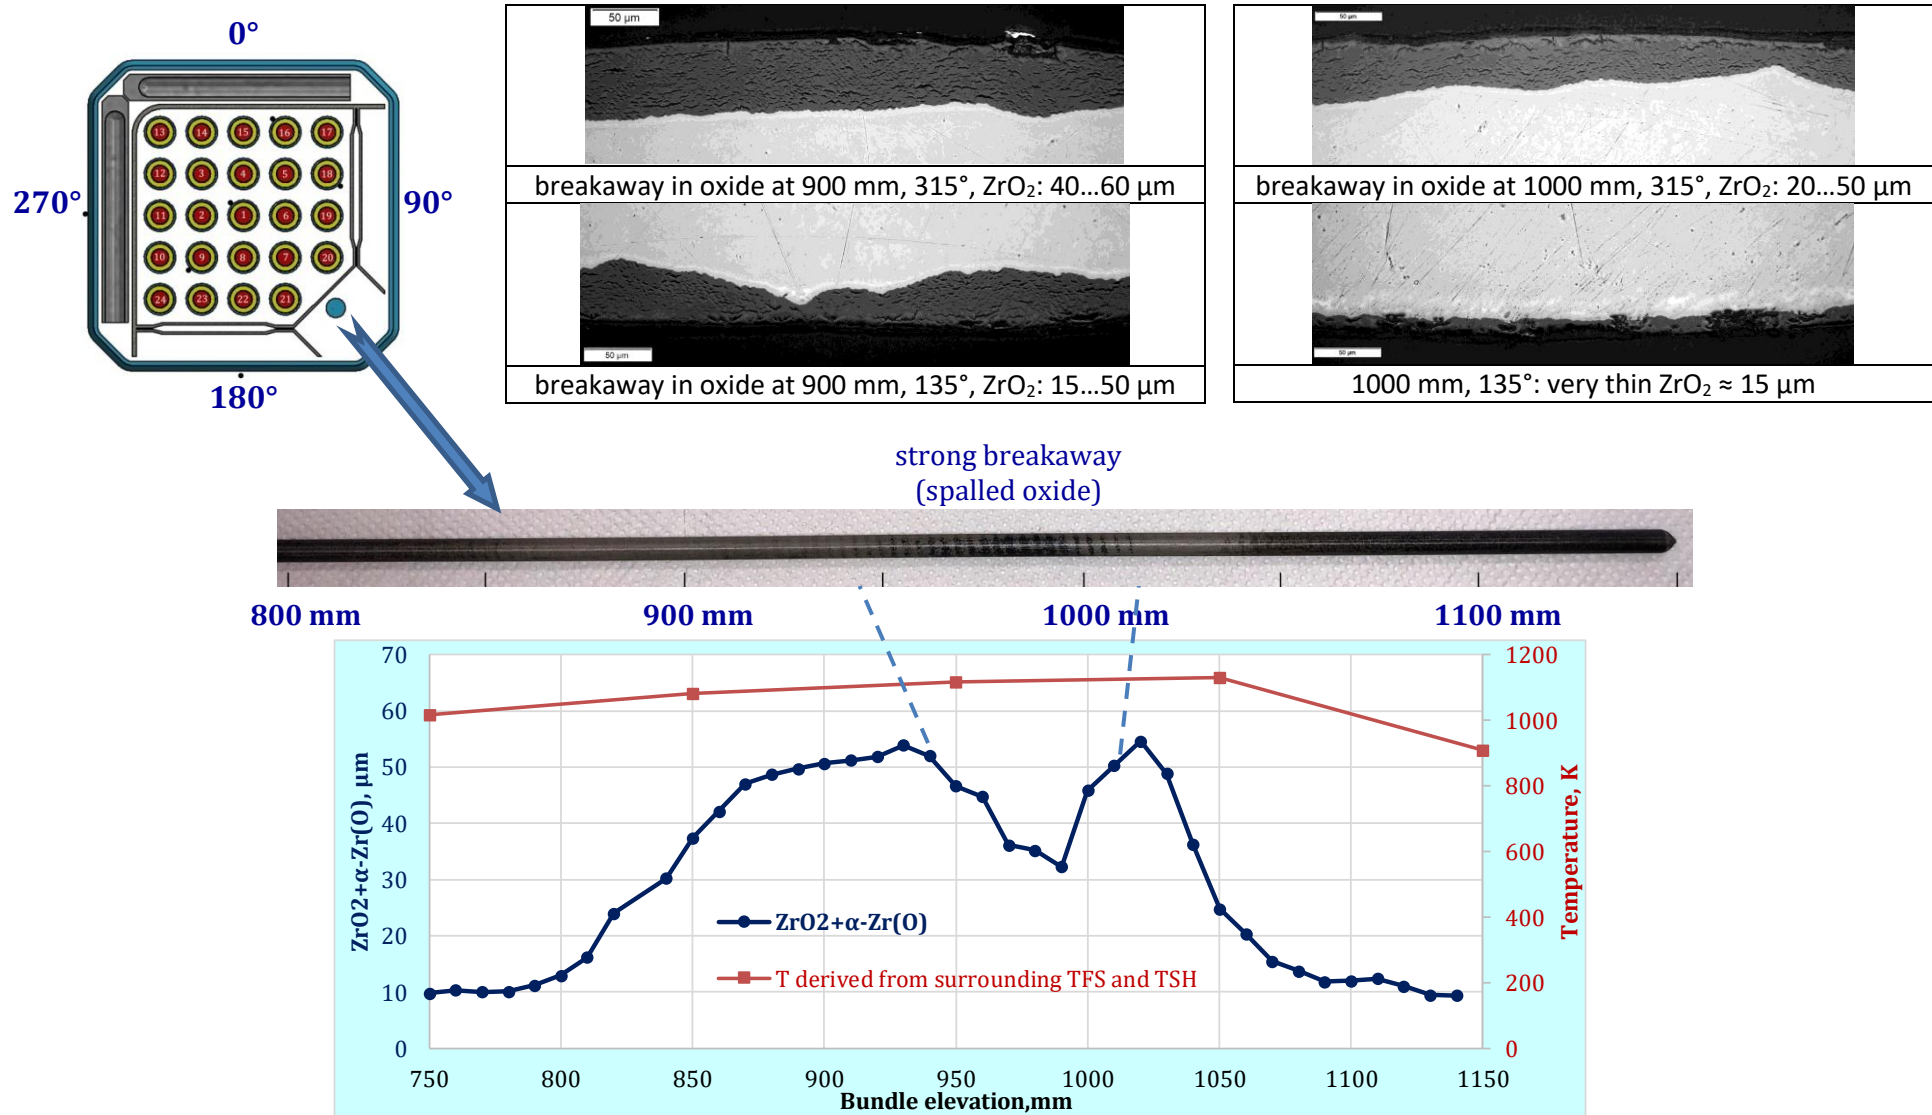 0°
270°
90°
180°
13 14 15 16 17
12 3 4 5 18
11 2 1 6 19
10 9 8 7 20
24 23 22 21
50 µm
breakaway in oxide at 900 mm, 315°, ZrO₂: 40...60 µm
50 µm
breakaway in oxide at 900 mm, 135°, ZrO₂: 15...50 µm
50 µm
breakaway in oxide at 1000 mm, 315°, ZrO₂: 20...50 µm
50 µm
1000 mm, 135°: very thin ZrO₂ ≈ 15 µm
strong breakaway
(spalled oxide)
800 mm 900 mm 1000 mm 1100 mm
ZrO2+α-Zr(O), µm
70
60
50
40
30
20
10
0
ZrO2+α-Zr(O)
T derived from surrounding TFS and TSH
1200
1000
800
600
400
200
0
Temperature, K
750 800 850 900 950 1000 1050 1100 1150
Bundle elevation,mm